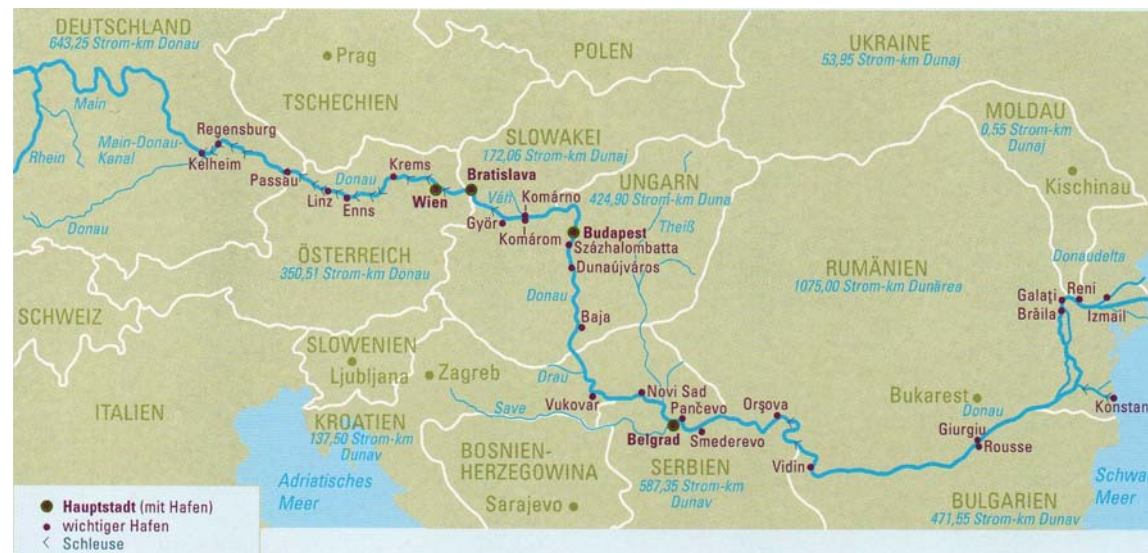 DEUTSCHLAND
643,25 Strom-km Donau
POLEN
UKRAINE
53,95 Strom-km Dunaj
Prag
TSCHECHIEN
Main
MOLDAU
0,55 Strom-km
Dunaj
Kischinau
Rhein
Main-Donau-
Kanal
Regensburg
Kelheim
Passau
Donau
Linz
Enns
Krems
Wien
Bratislava
SLOWAKEI
172,06 Strom-km Dunaj
Váh
Komárno
Györ
Komárom
UNGARN
424,90 Strom-km Duna
Theiß
Budapest
Százhalombatta
Dunaújváros
Donau
Baja
Donau
ÖSTERREICH
350,51 Strom-km Donau
RUMÄNIEN
1075,00 Strom-km Dunărea
Donaudelta
Galaţi
Reni
Brăila
Izmail
SCHWEIZ
SLOWENIEN
Ljubljana
Zagreb
Drau
Vukovar
Novi Sad
Save
Pančevo
Orşova
Belgrad
Smederevo
Bukarest
Donau
Konstan
Giurgiu
Rousse
Vidin
ITALIEN
KROATIEN
137,50 Strom-km
Dunav
BOSNIEN-
HERZEGOWINA
Sarajevo
SERBIEN
587,35 Strom-km
Dunav
BULGARIEN
471,55 Strom-km Dunav
Adriatisches
Meer
Schwa
Meer
Hauptstadt (mit Hafen)
wichtiger Hafen
Schleuse